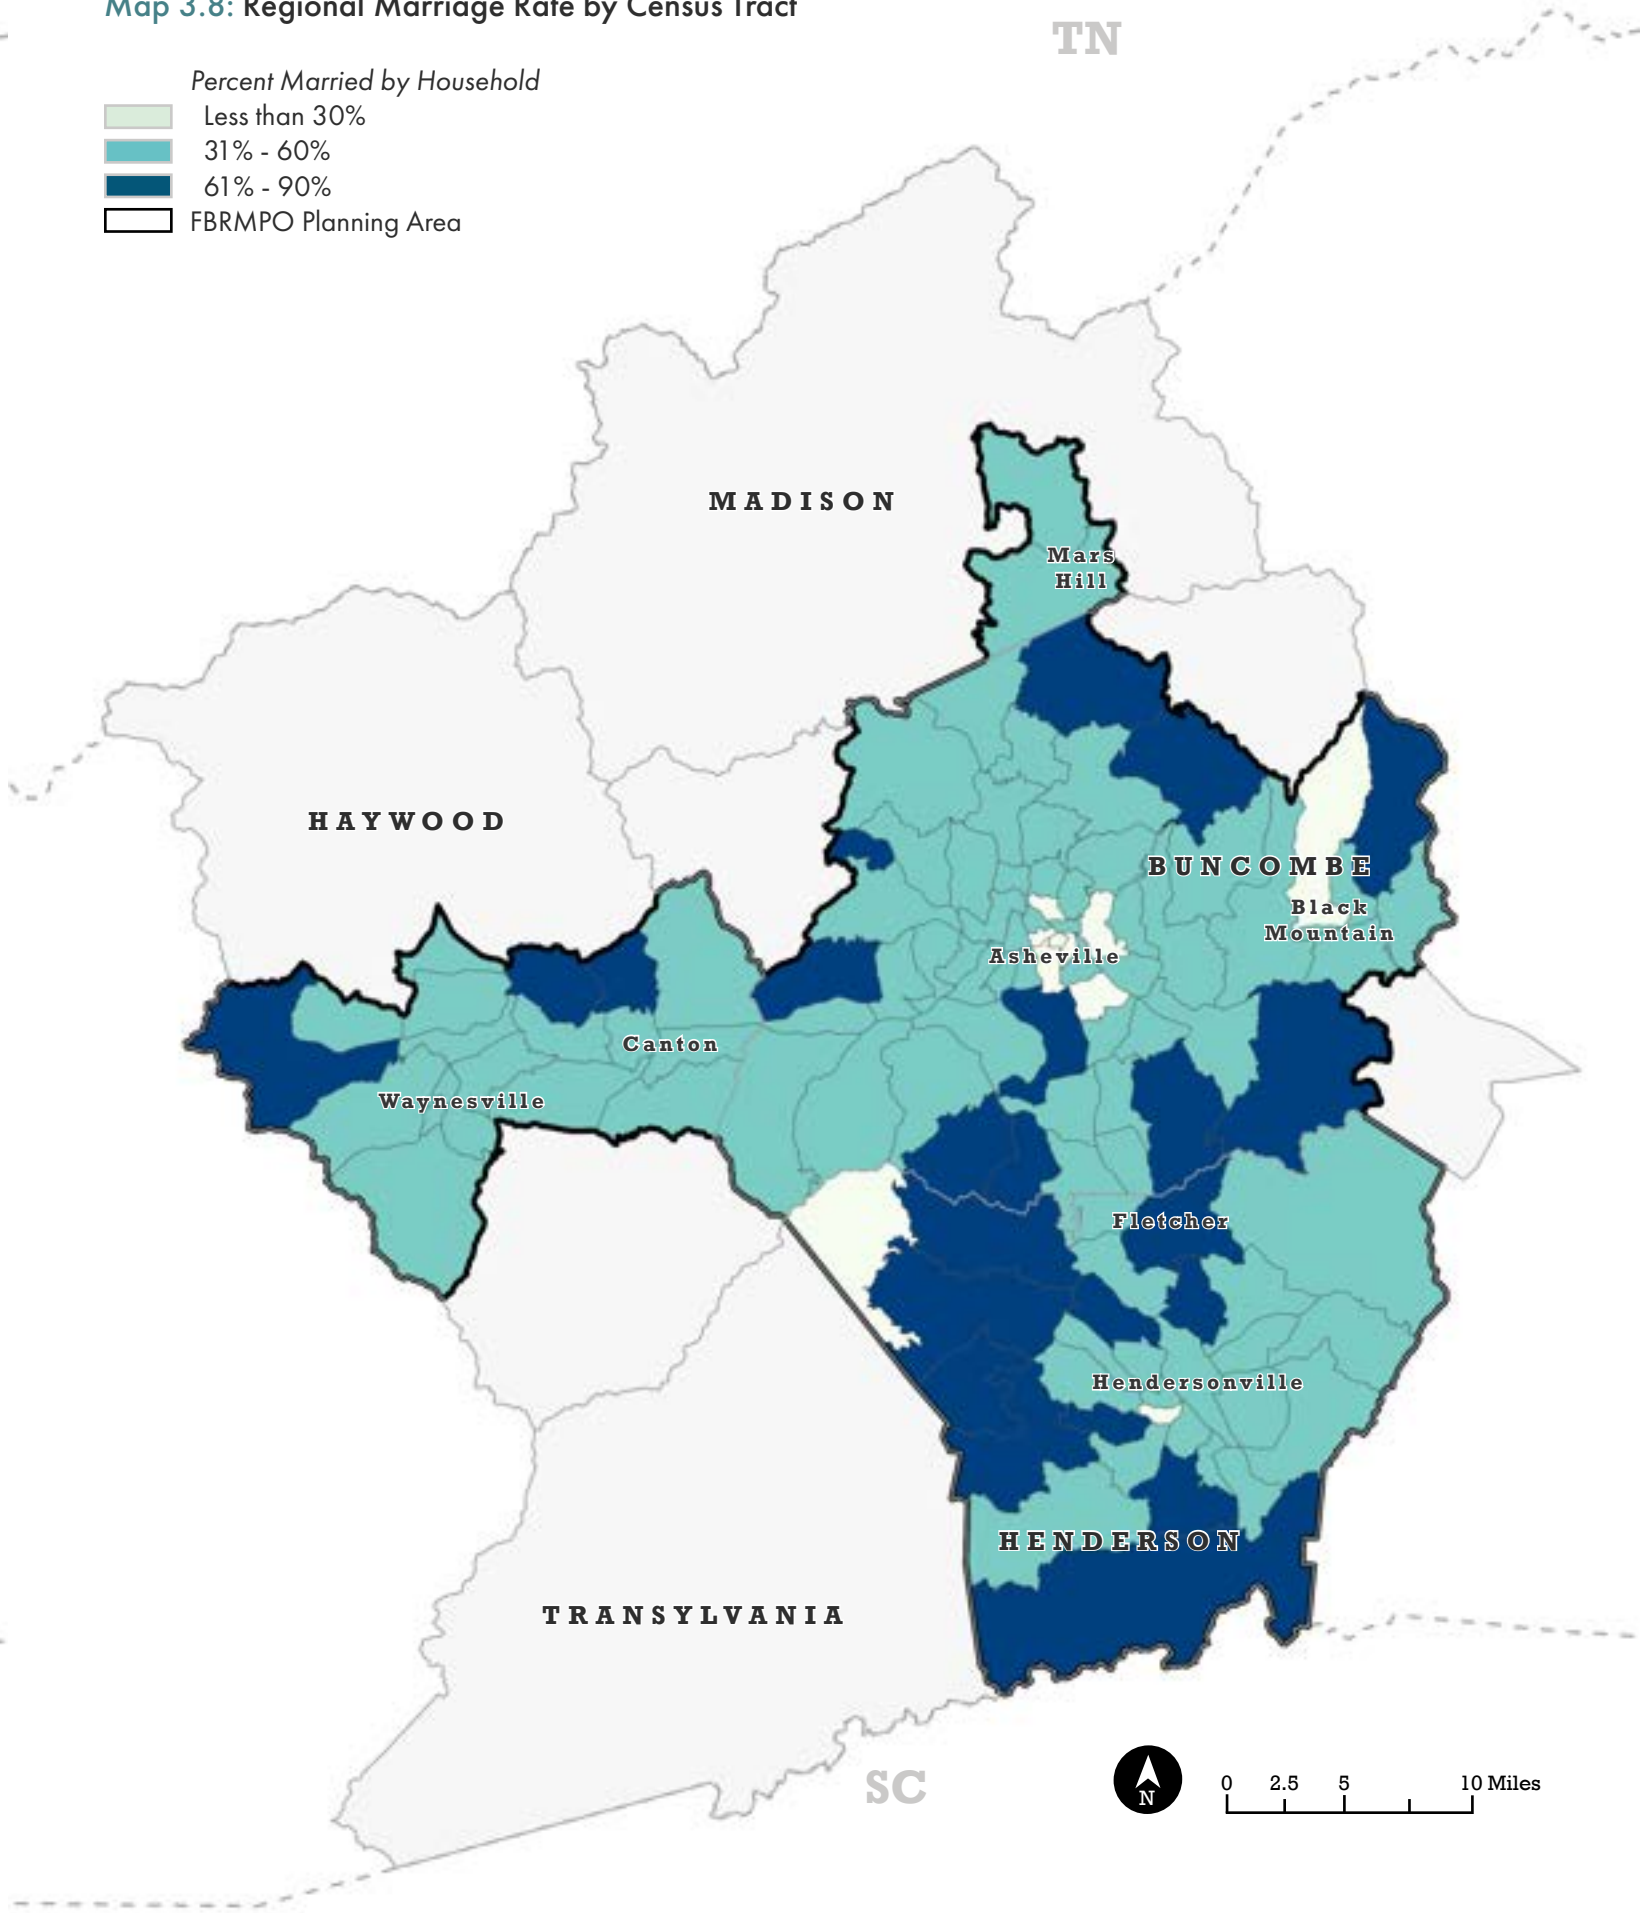 Map 3.8: Regional Marriage Rate by Census Tract
TN
Percent Married by Household
Less than 30%
31% - 60%
61% - 90%
FBRMPO Planning Area
MADISON
Mars
Hill
HAYWOOD
BUNCOMBE
Black
Mountain
Asheville
Canton
Waynesville
Fletcher
Hendersonville
HENDERSON
TRANSYLVANIA
SC
N
0 2.5 5 10 Miles